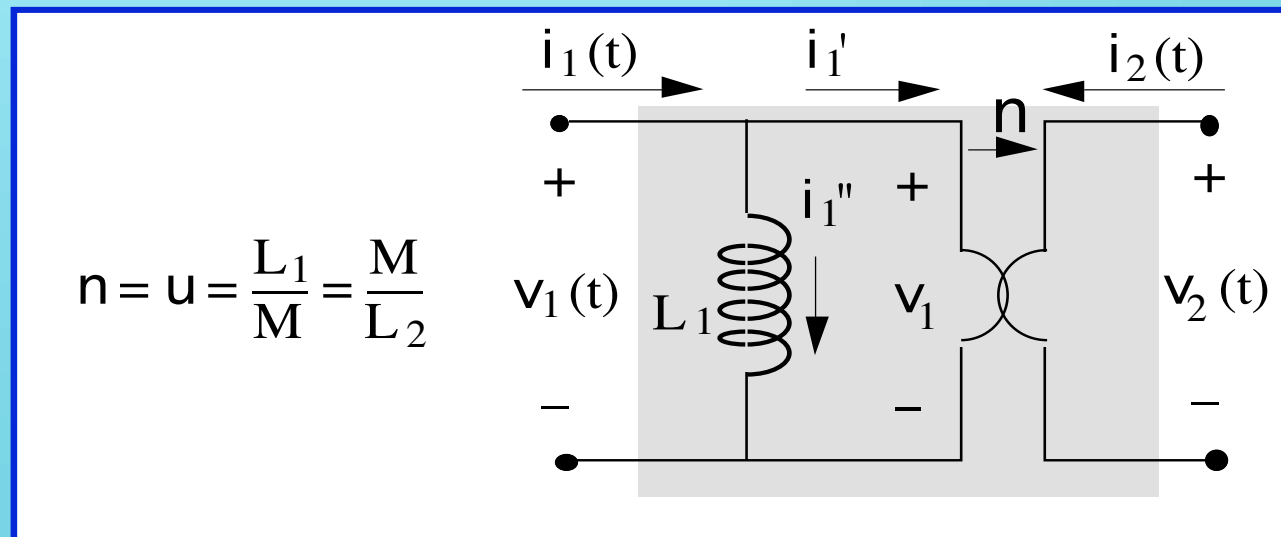 i1(t) i1' i2(t)
n
+ i1" + +
n = u = L1/M = M/L2
v1(t) L1 v1 v2(t)
− − −